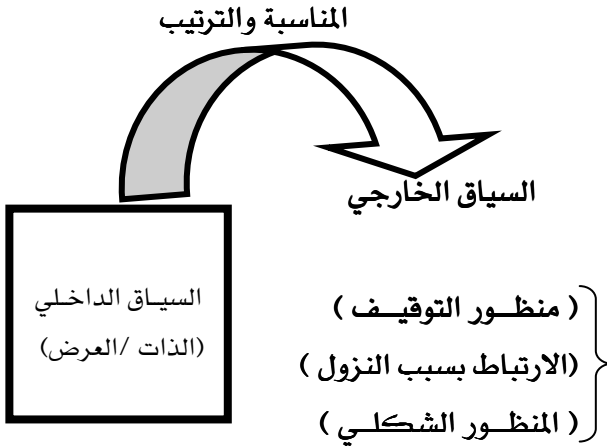 المناسبة والترتيب
السياق الخارجي
السياق الداخلي
(الذات /العرض)
( منظور التوقيف )
(الارتباط بسبب النزول )
( المنظور الشكلي )